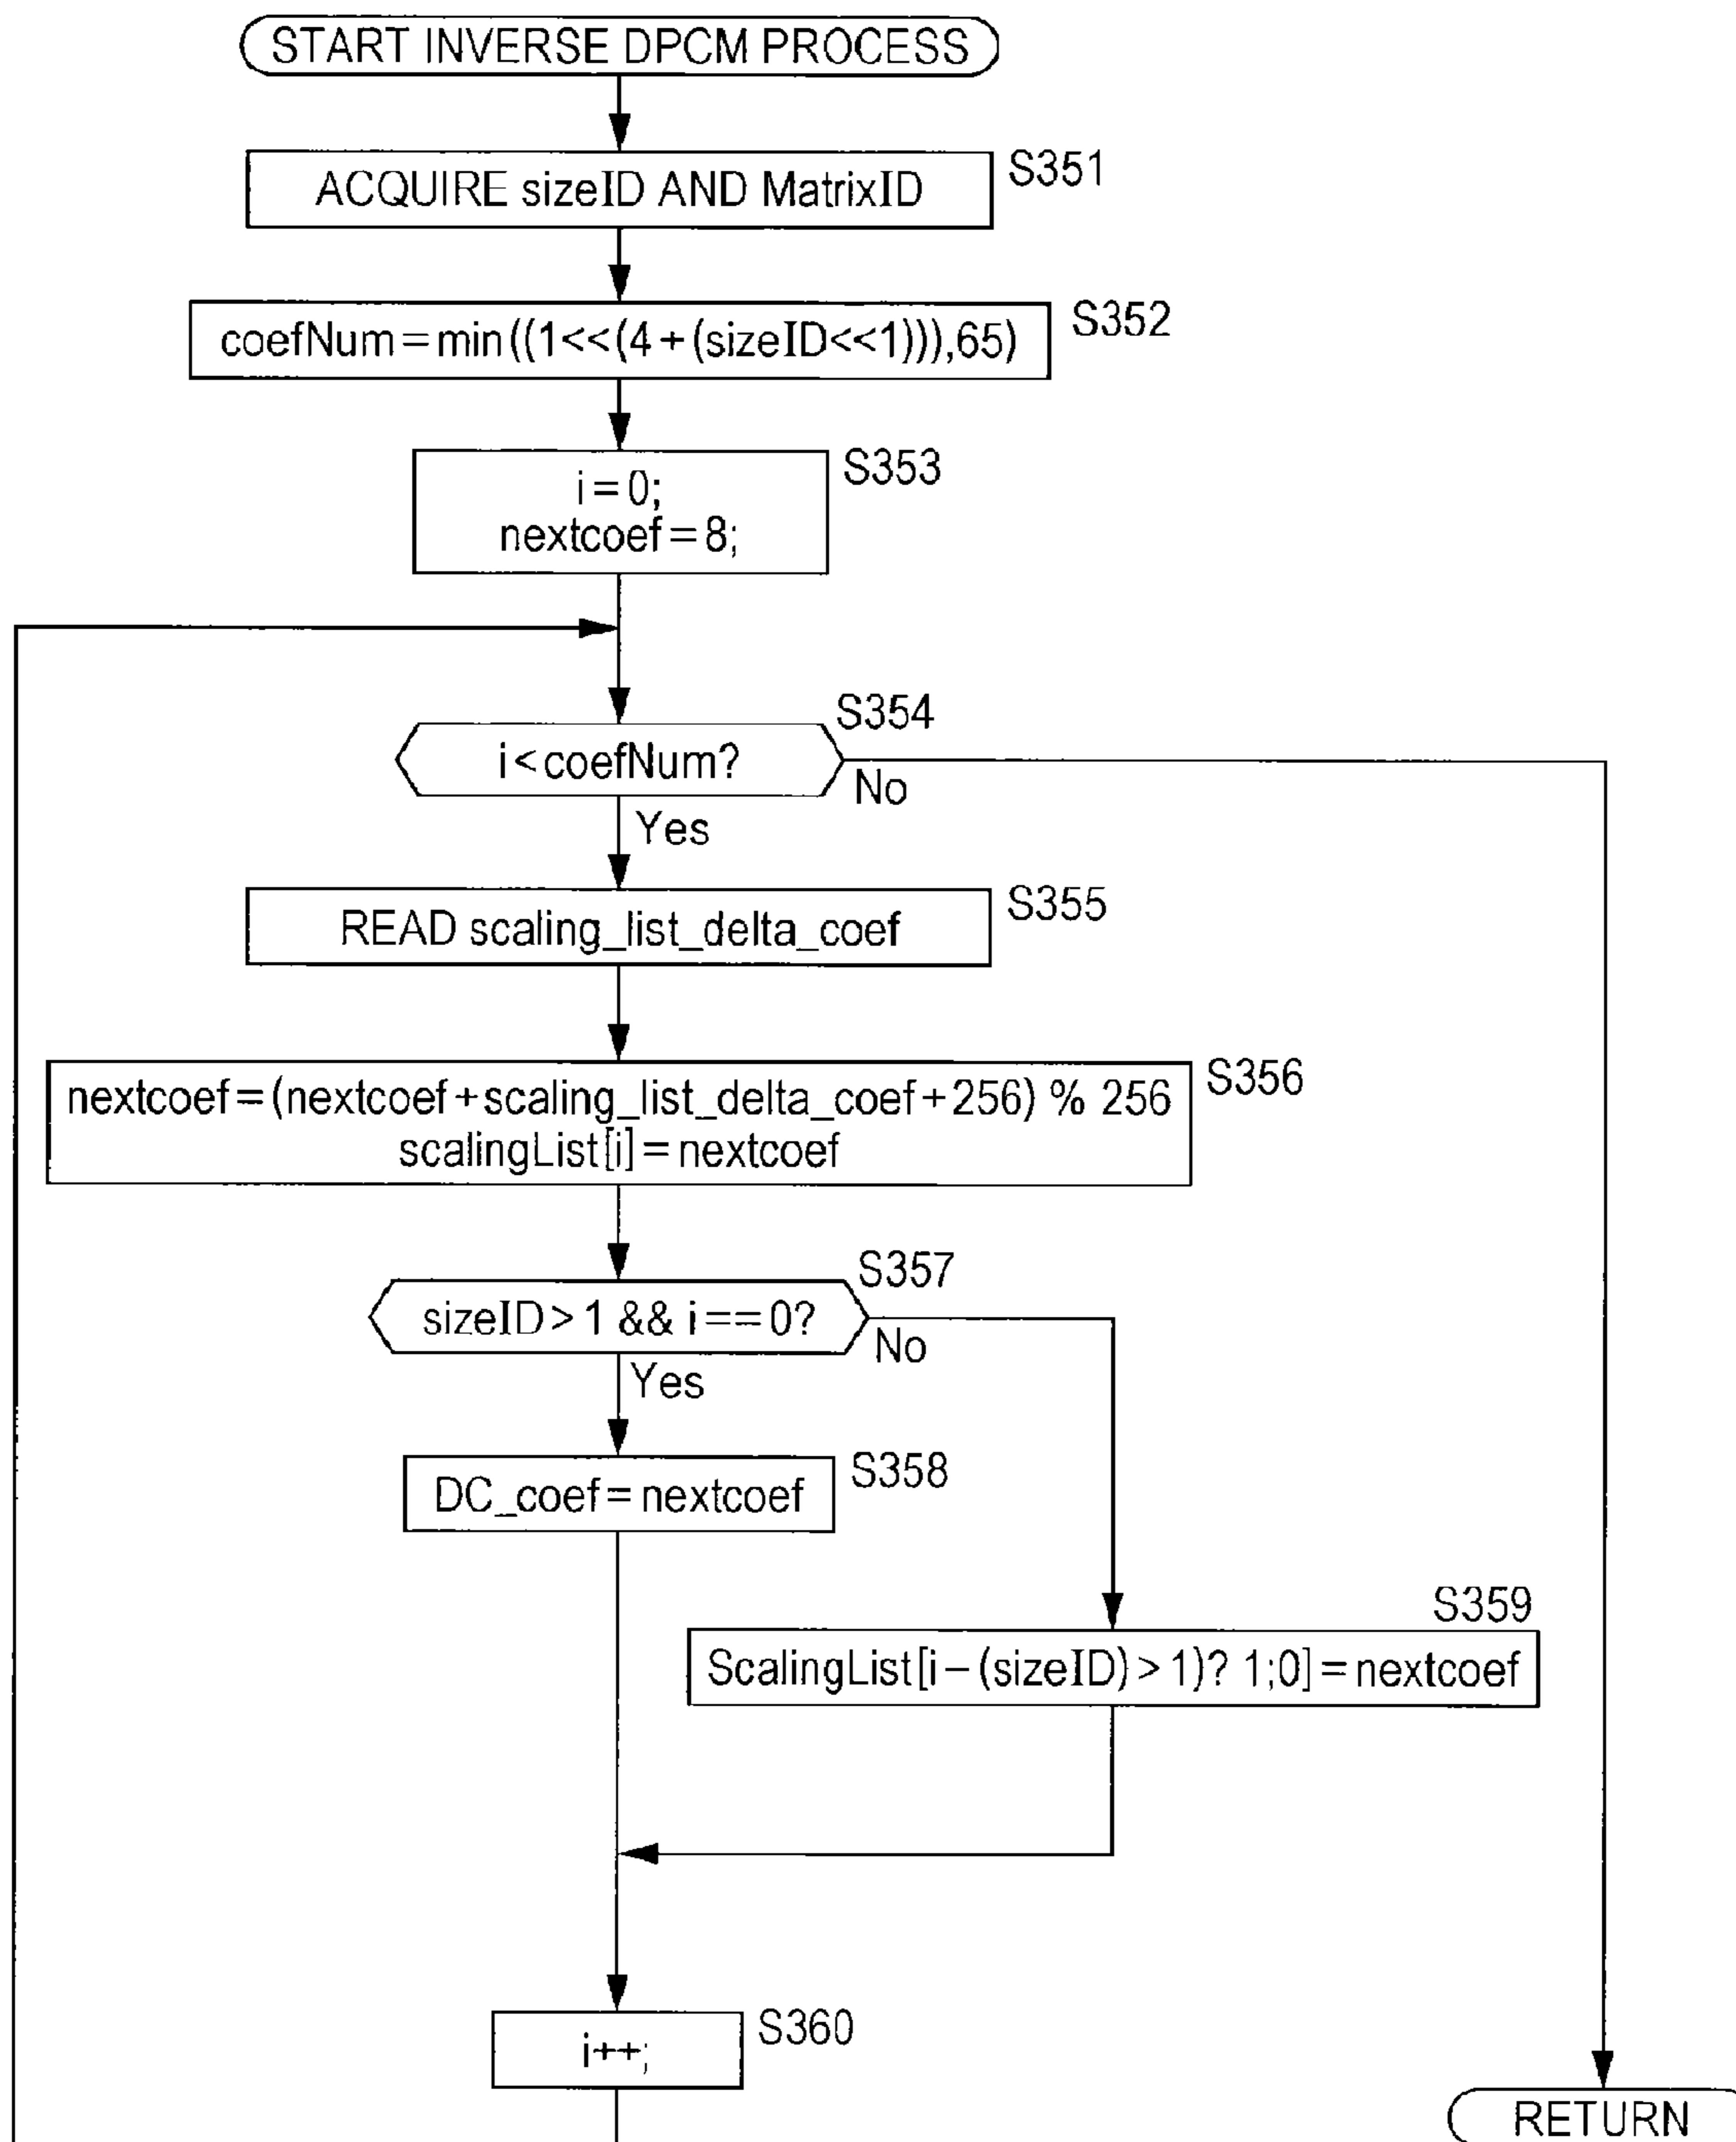 START INVERSE DPCM PROCESS
ACQUIRE sizeID AND MatrixID
S351
coefNum=min((1<<(4+(sizeID<<1))),65)
S352
i=0;
nextcoef=8;
S353
i<coefNum?
S354
No
Yes
READ scaling_list_delta_coef
S355
nextcoef=(nextcoef+scaling_list_delta_coef+256) % 256
scalingList[i]=nextcoef
S356
sizeID>1 && i==0?
S357
No
Yes
DC_coef=nextcoef
S358
S359
ScalingList[i-(sizeID)>1)? 1;0]=nextcoef
i++;
S360
RETURN